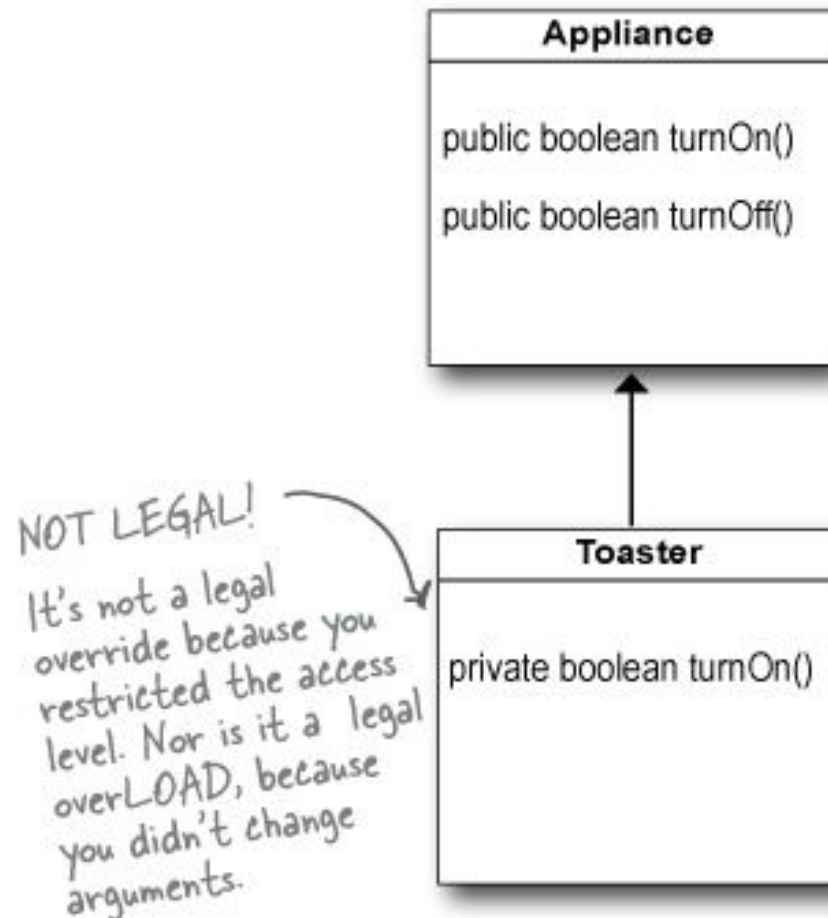 Appliance
public boolean turnOn()
public boolean turnOff()
NOT LEGAL!
It's not a legal
override because you
restricted the access
level. Nor is it a legal
overLOAD, because
you didn't change
arguments.
Toaster
private boolean turnOn()